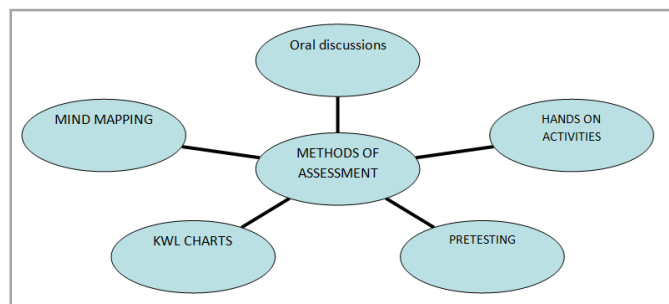 Oral discussions
MIND MAPPING
HANDS ON
ACTIVITIES
METHODS OF
ASSESSMENT
KWL CHARTS
PRETESTING